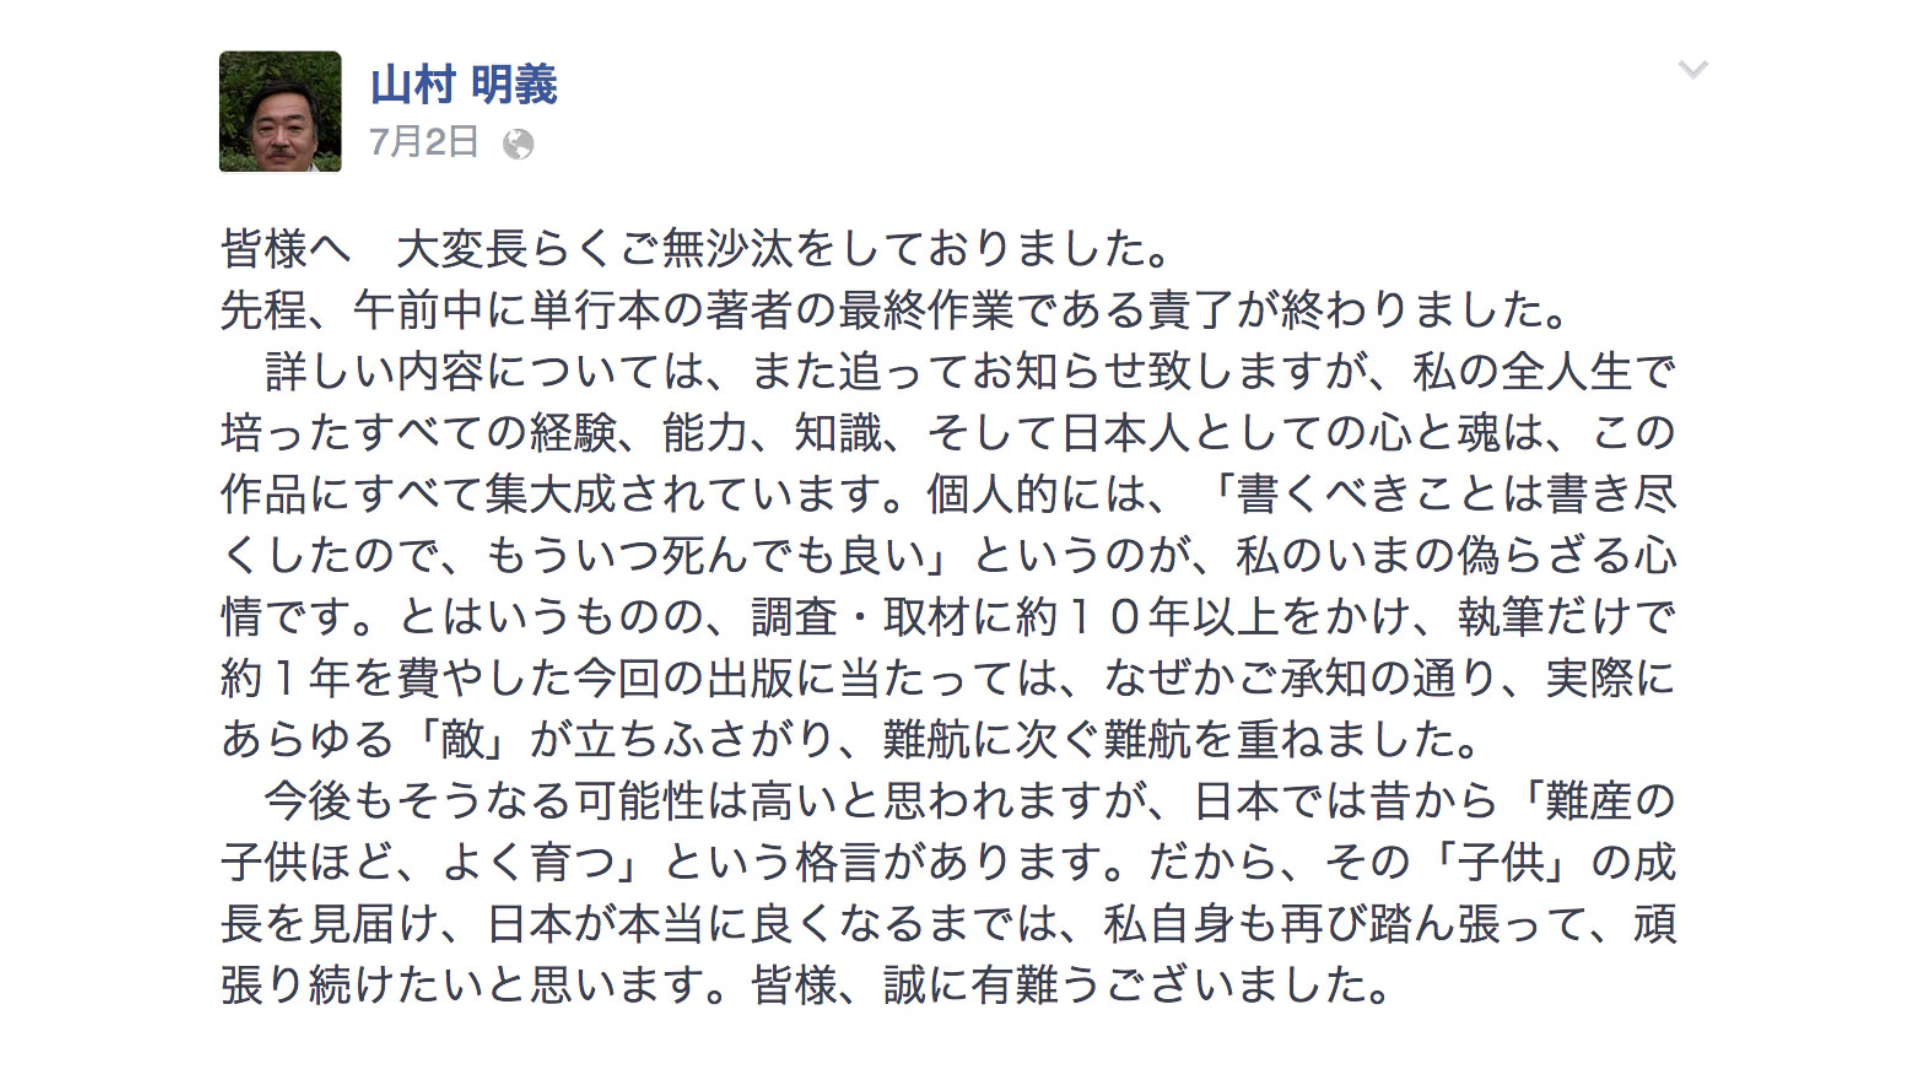 山村 明義
7月2日
皆様へ　大変長らくご無沙汰をしておりました。
先程、午前中に単行本の著者の最終作業である責了が終わりました。
　詳しい内容については、また追ってお知らせ致しますが、私の全人生で
培ったすべての経験、能力、知識、そして日本人としての心と魂は、この
作品にすべて集大成されています。個人的には、「書くべきことは書き尽
くしたので、もういつ死んでも良い」というのが、私のいまの偽らざる心
情です。とはいうものの、調査・取材に約１０年以上をかけ、執筆だけで
約１年を費やした今回の出版に当たっては、なぜかご承知の通り、実際に
あらゆる「敵」が立ちふさがり、難航に次ぐ難航を重ねました。
　今後もそうなる可能性は高いと思われますが、日本では昔から「難産の
子供ほど、よく育つ」という格言があります。だから、その「子供」の成
長を見届け、日本が本当に良くなるまでは、私自身も再び踏ん張って、頑
張り続けたいと思います。皆様、誠に有難うございました。